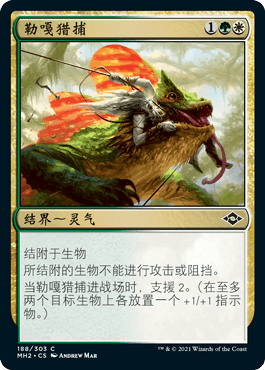 勒嘎猎捕 1
结界～灵气
结附于生物
所结附的生物不能进行攻击或阻挡。
当勒嘎猎捕进战场时，支援 2。（在至多
两个目标生物上各放置一个 +1/+1 指示
物。）
188/303 C
MH2 • CS ANDREW MAR
™ & © 2021 Wizards of the Coast